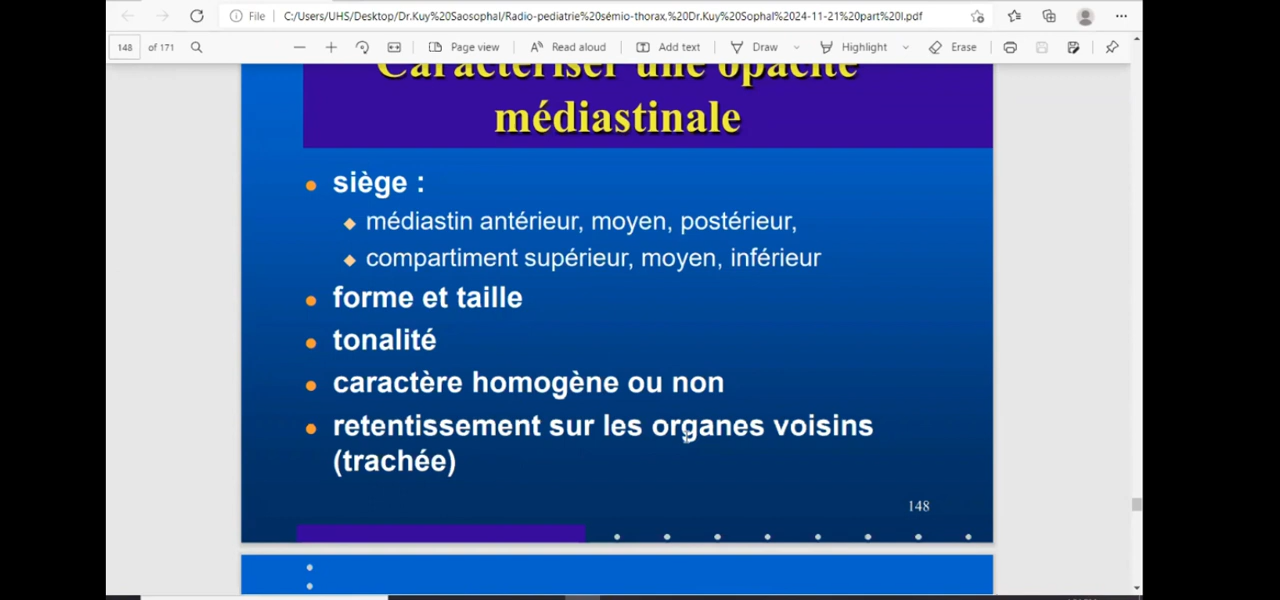 File C:/Users/UHS/Desktop/Dr.Kuy%20Saosophal/Radio-pediatrie%20sémio-thorax,%20Dr.Kuy%20Sophal%2024-11-21%20part%20I.pdf
148 of 171 Page view Read aloud Add text Draw Highlight Erase
Caractériser une opacité
médiastinale
siège :
médiastin antérieur, moyen, postérieur,
compartiment supérieur, moyen, inférieur
forme et taille
tonalité
caractère homogène ou non
retentissement sur les organes voisins
(trachée)
148